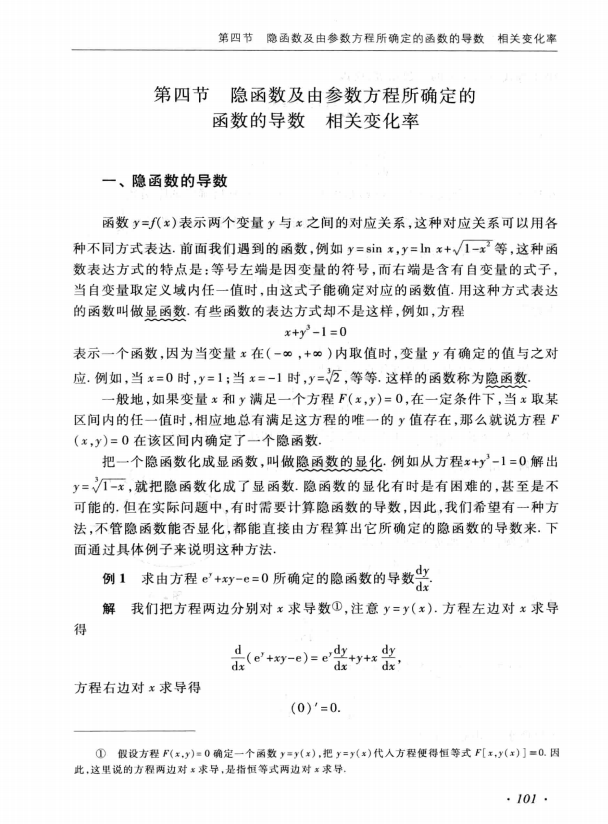 第四节 隐函数及由参数方程所确定的函数的导数 相关变化率
第四节 隐函数及由参数方程所确定的
函数的导数 相关变化率
一、隐函数的导数
函数 y=f(x)表示两个变量 y 与 x 之间的对应关系,这种对应关系可以用各
种不同方式表达. 前面我们遇到的函数,例如 y=sin x,y=ln x+√(1-x²) 等,这种函
数表达方式的特点是:等号左端是因变量的符号,而右端是含有自变量的式子,
当自变量取定义域内任一值时,由这式子能确定对应的函数值. 用这种方式表达
的函数叫做显函数. 有些函数的表达方式却不是这样,例如,方程
x+y³-1=0
表示一个函数,因为当变量 x 在(-∞,+∞)内取值时,变量 y 有确定的值与之对
应. 例如,当 x=0 时,y=1;当 x=-1 时,y=∛2,等等. 这样的函数称为隐函数.
一般地,如果变量 x 和 y 满足一个方程 F(x,y)=0,在一定条件下,当 x 取某
区间内的任一值时,相应地总有满足这方程的唯一的 y 值存在,那么就说方程 F
(x,y)=0 在该区间内确定了一个隐函数.
把一个隐函数化成显函数,叫做隐函数的显化. 例如从方程x+y³-1=0 解出
y=∛(1-x),就把隐函数化成了显函数. 隐函数的显化有时是有困难的,甚至是不
可能的. 但在实际问题中,有时需要计算隐函数的导数,因此,我们希望有一种方
法,不管隐函数能否显化,都能直接由方程算出它所确定的隐函数的导数来. 下
面通过具体例子来说明这种方法.
例 1 求由方程 eʸ+xy-e=0 所确定的隐函数的导数dy/dx.
解 我们把方程两边分别对 x 求导数①,注意 y=y(x). 方程左边对 x 求导
得
d/dx(eʸ+xy-e)=eʸdy/dx+y+x dy/dx,
方程右边对 x 求导得
(0)′=0.
① 假设方程 F(x,y)=0 确定一个函数 y=y(x),把 y=y(x)代入方程便得恒等式 F[x,y(x)]≡0. 因
此,这里说的方程两边对 x 求导,是指恒等式两边对 x 求导.
· 101 ·